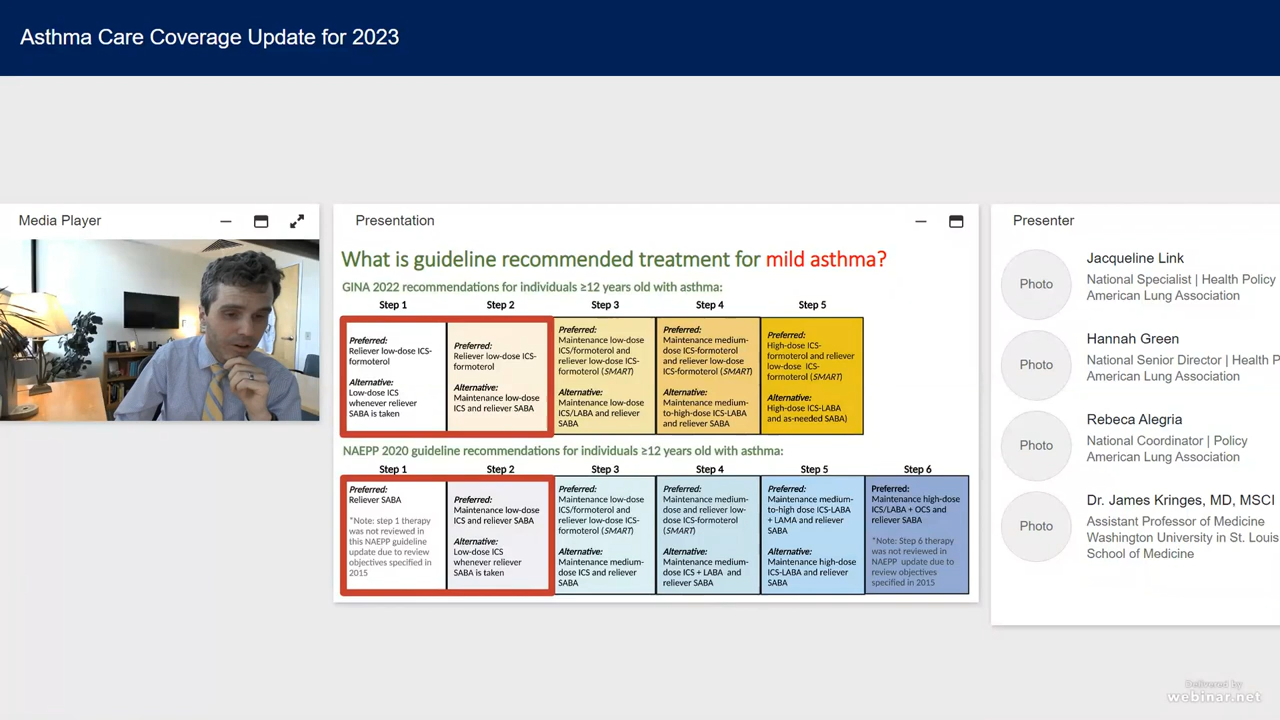 Asthma Care Coverage Update for 2023
Media Player
Presentation
What is guideline recommended treatment for mild asthma?
GINA 2022 recommendations for individuals ≥12 years old with asthma:
Step 1
Step 2
Step 3
Step 4
Step 5
Preferred:
Reliever low-dose ICS-
formoterol
Alternative:
Low-dose ICS
whenever reliever
SABA is taken
Preferred:
Reliever low-dose ICS-
formoterol
Alternative:
Maintenance low-dose
ICS and reliever SABA
Preferred:
Maintenance low-dose
ICS/formoterol and
reliever low-dose ICS-
formoterol (SMART)
Alternative:
Maintenance low-dose
ICS/LABA and reliever
SABA
Preferred:
Maintenance medium-
dose ICS-formoterol
and reliever low-dose
ICS-formoterol (SMART)
Alternative:
Maintenance medium-
to-high-dose ICS-LABA
and reliever SABA
Preferred:
High-dose ICS-
formoterol and reliever
low-dose ICS-
formoterol (SMART)
Alternative:
High-dose ICS-LABA
and as-needed SABA)
NAEPP 2020 guideline recommendations for individuals ≥12 years old with asthma:
Step 1
Step 2
Step 3
Step 4
Step 5
Step 6
Preferred:
Reliever SABA
*Note: step 1 therapy
was not reviewed in
this NAEPP guideline
update due to review
objectives specified in
2015
Preferred:
Maintenance low-dose
ICS and reliever SABA
Alternative:
Low-dose ICS
whenever reliever
SABA is taken
Preferred:
Maintenance low-dose
ICS/formoterol and
reliever low-dose ICS-
formoterol (SMART)
Alternative:
Maintenance medium-
dose ICS and reliever
SABA
Preferred:
Maintenance medium-
dose and reliever low-
dose ICS-formoterol
(SMART)
Alternative:
Maintenance medium-
dose ICS + LABA and
reliever SABA
Preferred:
Maintenance medium-
to-high dose ICS-LABA
+ LAMA and reliever
SABA
Alternative:
Maintenance high-dose
ICS-LABA and reliever
SABA
Preferred:
Maintenance high-dose
ICS/LABA + OCS and
reliever SABA
*Note: Step 6 therapy
was not reviewed in
NAEPP update due to
review objectives
specified in 2015
Presenter
Photo
Jacqueline Link
National Specialist | Health Policy
American Lung Association
Photo
Hannah Green
National Senior Director | Health P
American Lung Association
Photo
Rebeca Alegria
National Coordinator | Policy
American Lung Association
Photo
Dr. James Kringes, MD, MSCI
Assistant Professor of Medicine
Washington University in St. Louis
School of Medicine
Delivered by
webinar.net